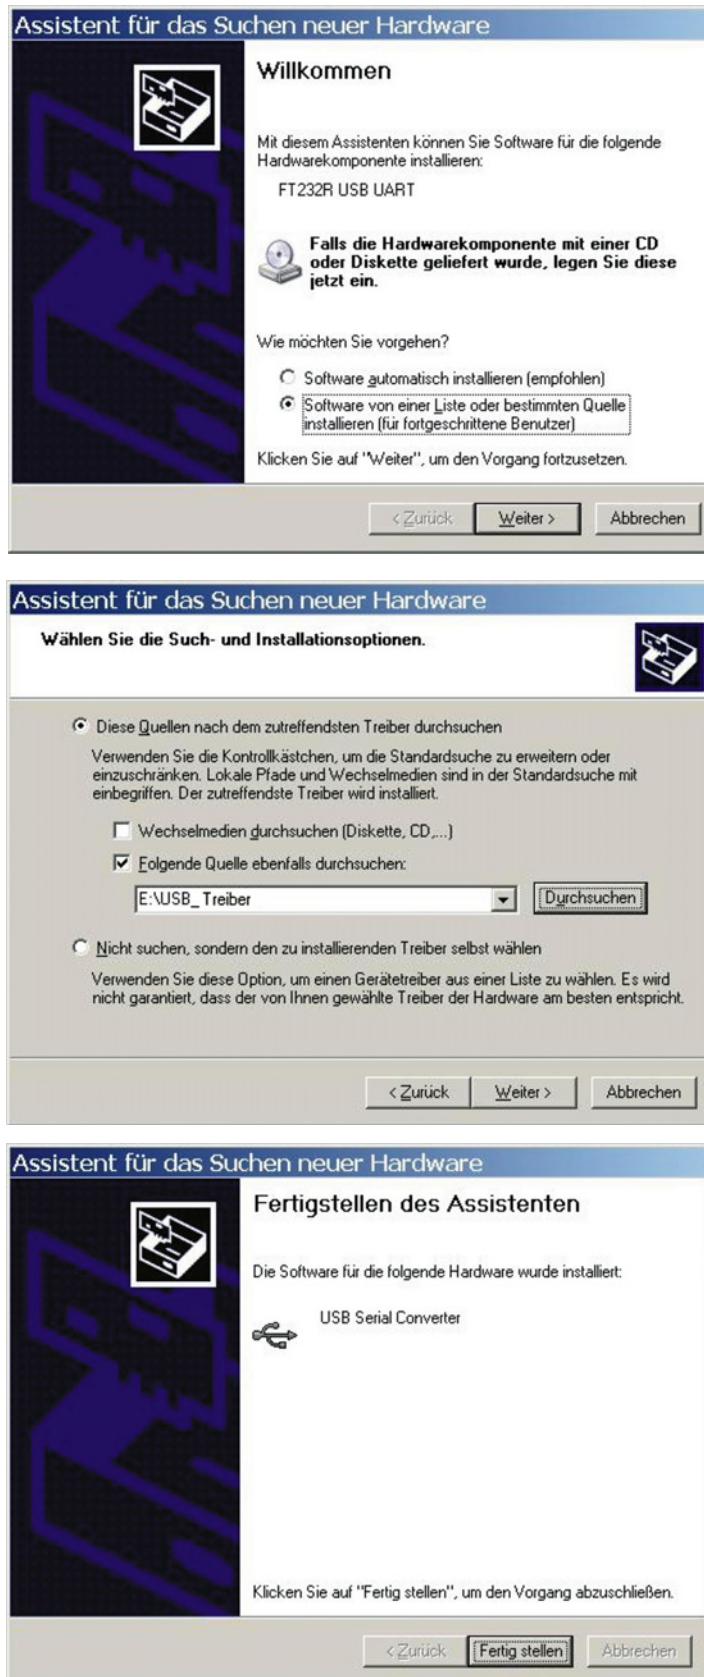 Assistent für das Suchen neuer Hardware
Willkommen
Mit diesem Assistenten können Sie Software für die folgende
Hardwarekomponente installieren:
FT232R USB UART
Falls die Hardwarekomponente mit einer CD
oder Diskette geliefert wurde, legen Sie diese
jetzt ein.
Wie möchten Sie vorgehen?
Software automatisch installieren (empfohlen)
Software von einer Liste oder bestimmten Quelle
installieren (für fortgeschrittene Benutzer)
Klicken Sie auf "Weiter", um den Vorgang fortzusetzen.
< Zurück Weiter > Abbrechen
Assistent für das Suchen neuer Hardware
Wählen Sie die Such- und Installationsoptionen.
Diese Quellen nach dem zutreffendsten Treiber durchsuchen
Verwenden Sie die Kontrollkästchen, um die Standardsuche zu erweitern oder
einzuschränken. Lokale Pfade und Wechselmedien sind in der Standardsuche mit
einbegriffen. Der zutreffendste Treiber wird installiert.
Wechselmedien durchsuchen (Diskette, CD,...)
Folgende Quelle ebenfalls durchsuchen:
E:\USB_Treiber Durchsuchen
Nicht suchen, sondern den zu installierenden Treiber selbst wählen
Verwenden Sie diese Option, um einen Gerätetreiber aus einer Liste zu wählen. Es wird
nicht garantiert, dass der von Ihnen gewählte Treiber der Hardware am besten entspricht.
< Zurück Weiter > Abbrechen
Assistent für das Suchen neuer Hardware
Fertigstellen des Assistenten
Die Software für die folgende Hardware wurde installiert:
USB Serial Converter
Klicken Sie auf "Fertig stellen", um den Vorgang abzuschließen.
< Zurück Fertig stellen Abbrechen